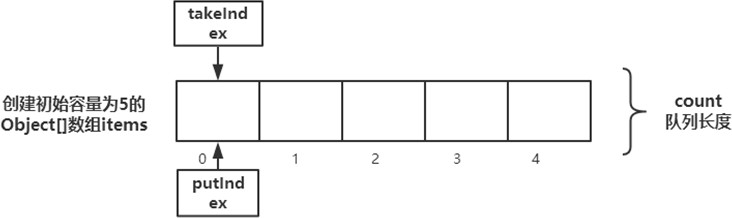 takeInd
ex
创建初始容量为5的
Object[]数组items
count
队列长度
0 1 2 3 4
putInd
ex